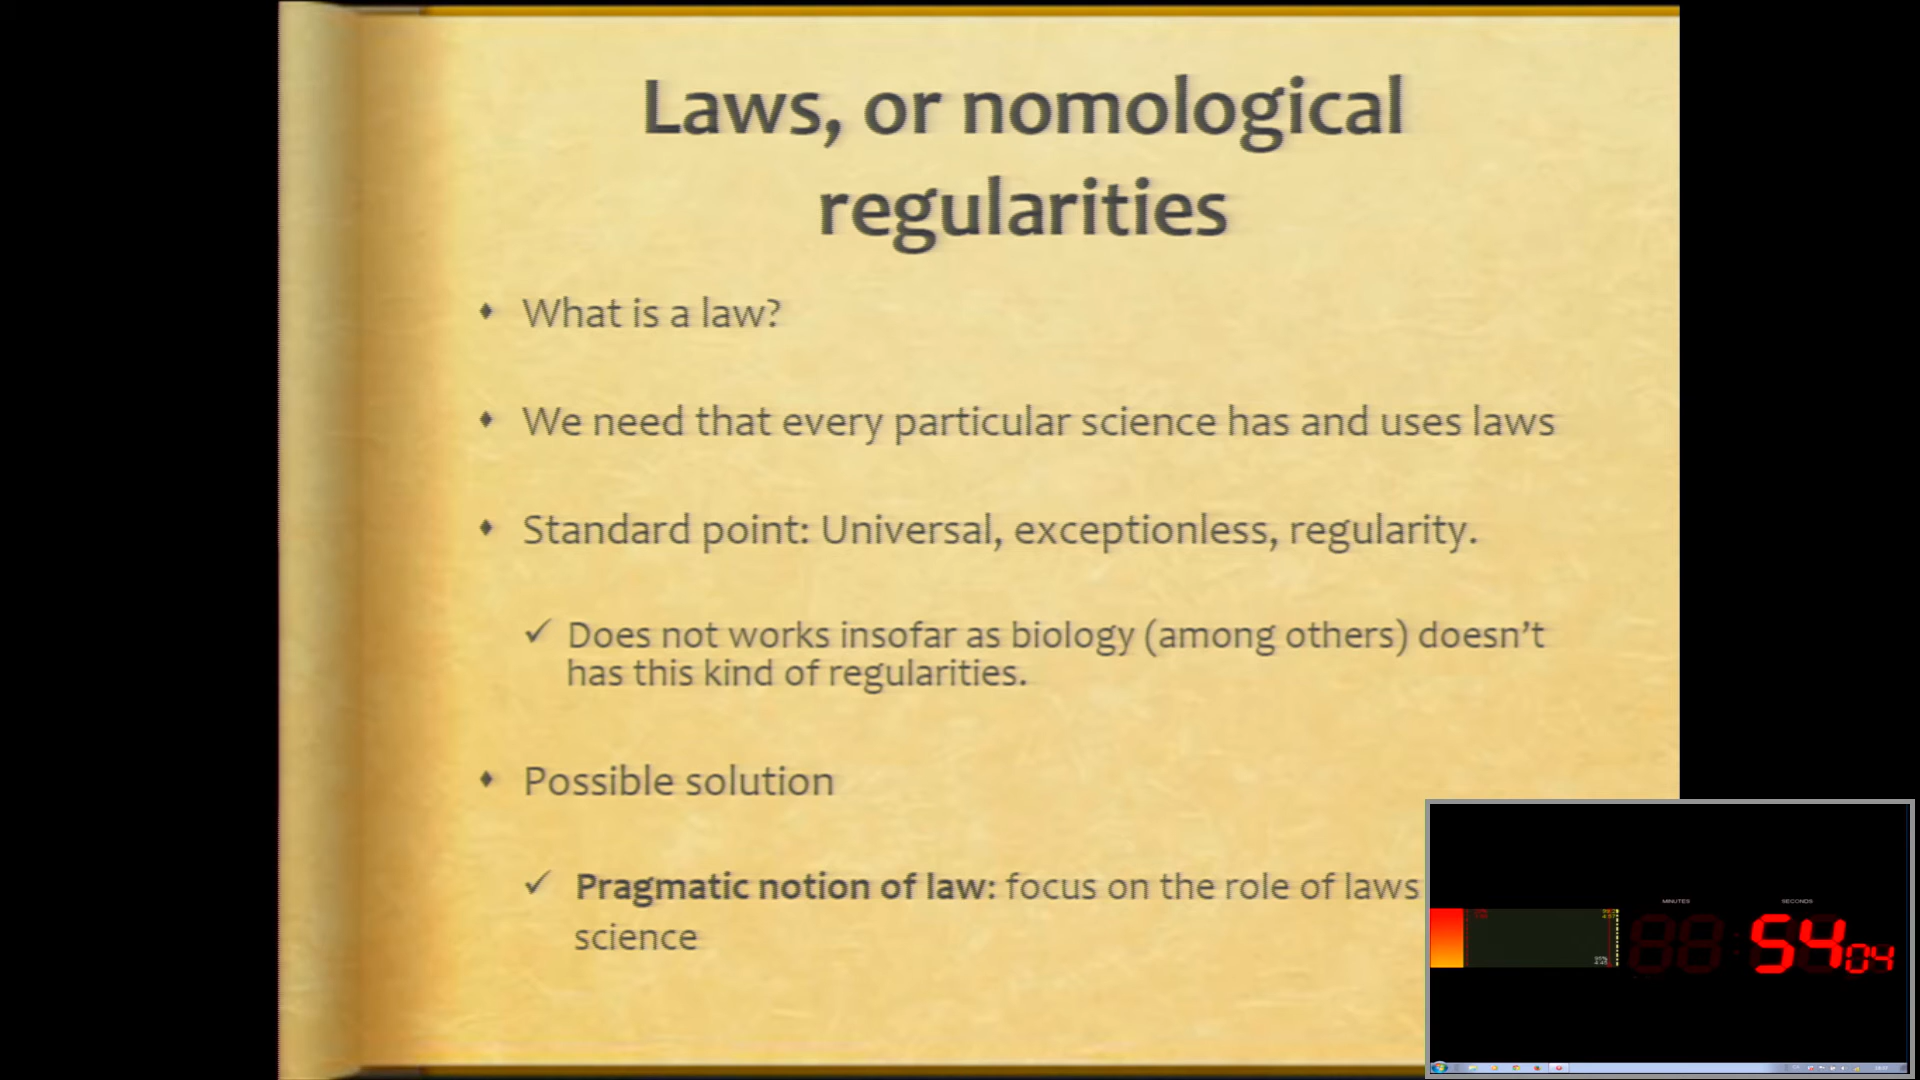 Laws, or nomological
regularities
What is a law?
We need that every particular science has and uses laws
Standard point: Universal, exceptionless, regularity.
Does not works insofar as biology (among others) doesn’t
has this kind of regularities.
Possible solution
Pragmatic notion of law: focus on the role of laws
science
MINUTES
SECONDS
54 04